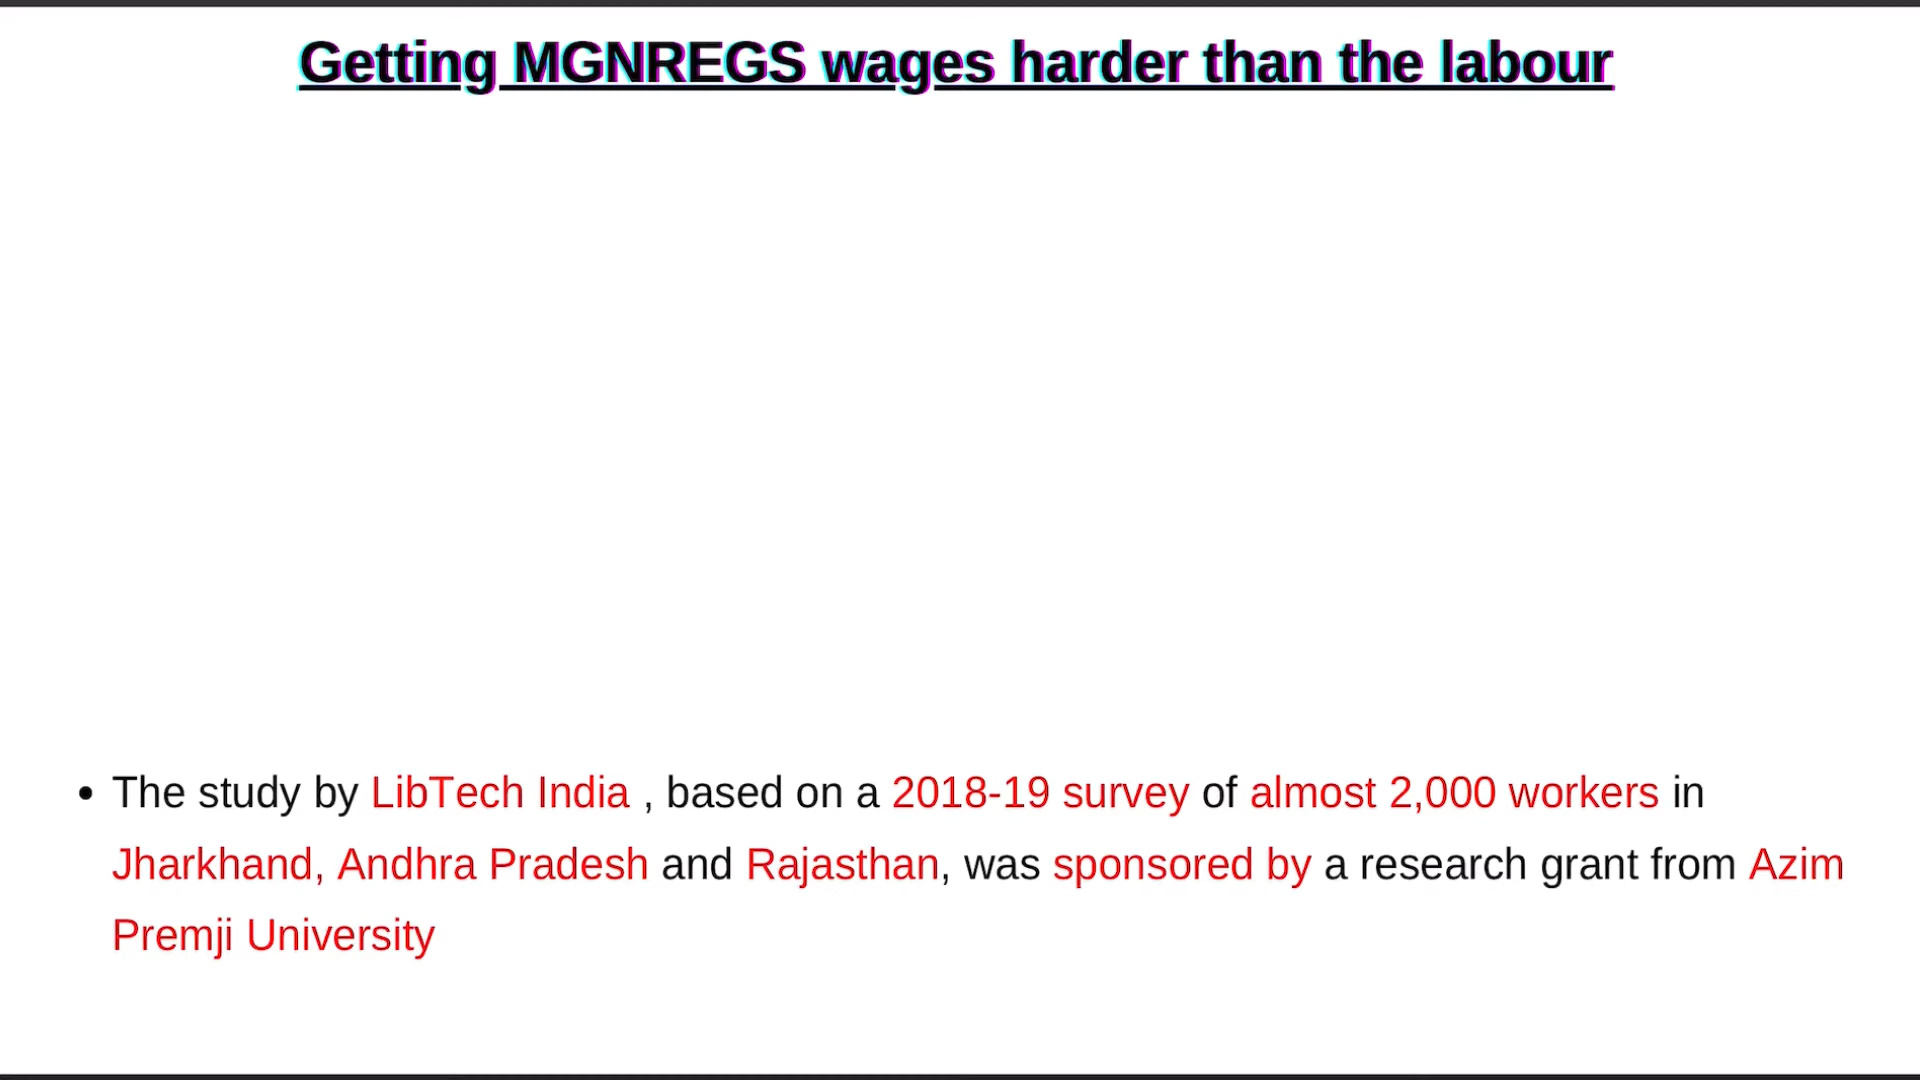 Getting MGNREGS wages harder than the labour
• The study by LibTech India , based on a 2018-19 survey of almost 2,000 workers in
Jharkhand, Andhra Pradesh and Rajasthan, was sponsored by a research grant from Azim
Premji University